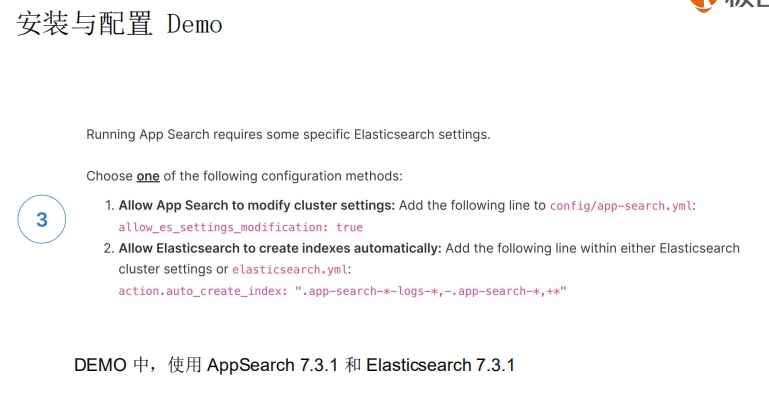 安装与配置 Demo
Running App Search requires some specific Elasticsearch settings.
Choose one of the following configuration methods:
3
1. Allow App Search to modify cluster settings: Add the following line to config/app-search.yml:
allow_es_settings_modification: true
2. Allow Elasticsearch to create indexes automatically: Add the following line within either Elasticsearch
cluster settings or elasticsearch.yml:
action.auto_create_index: ".app-search-*-logs-*,-.app-search-*,+*"
DEMO 中，使用 AppSearch 7.3.1 和 Elasticsearch 7.3.1